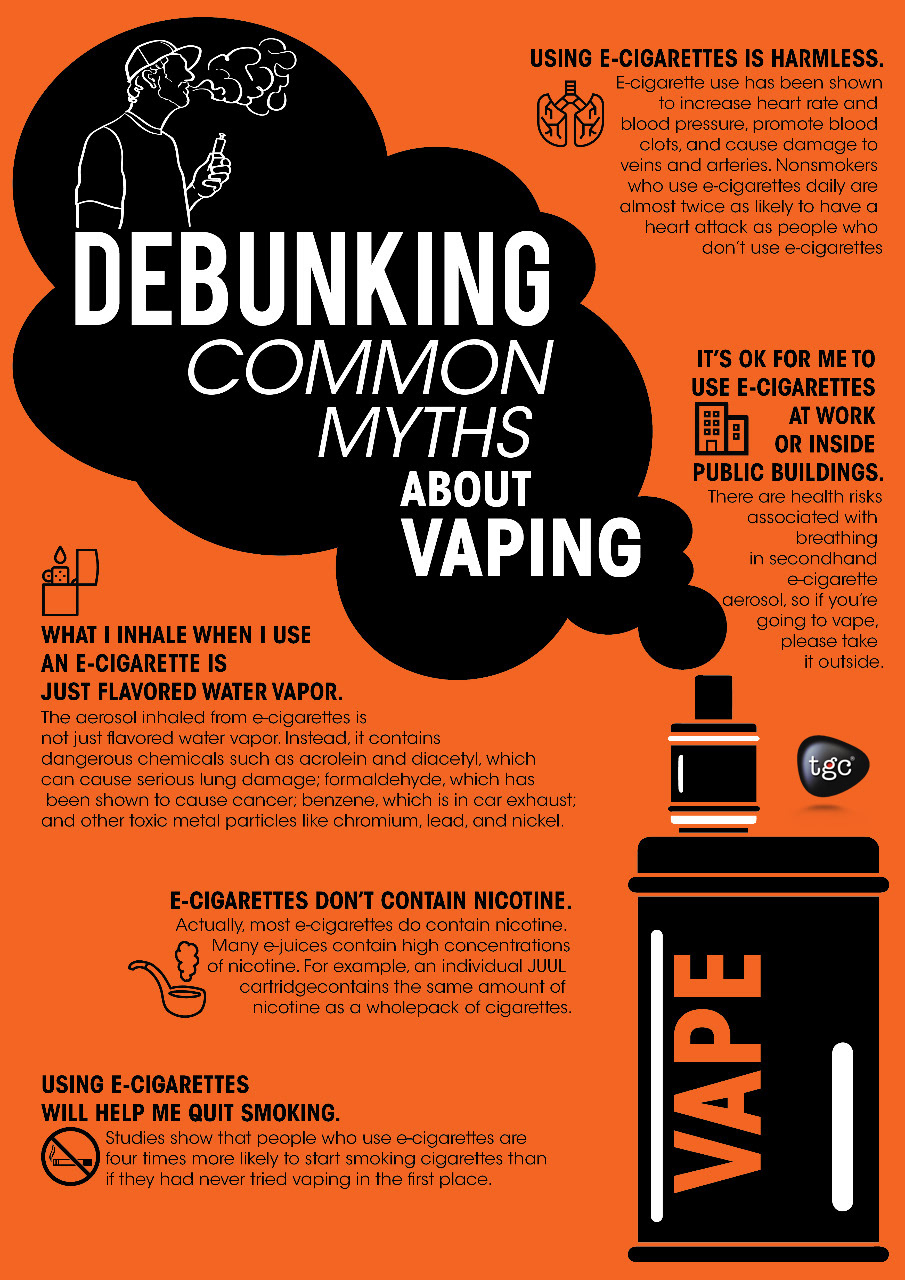 DEBUNKING
COMMON
MYTHS
ABOUT
VAPING
USING E-CIGARETTES IS HARMLESS.
E-cigarette use has been shown
to increase heart rate and
blood pressure, promote blood
clots, and cause damage to
veins and arteries. Nonsmokers
who use e-cigarettes daily are
almost twice as likely to have a
heart attack as people who
don't use e-cigarettes
IT'S OK FOR ME TO
USE E-CIGARETTES
AT WORK
OR INSIDE
PUBLIC BUILDINGS.
There are health risks
associated with
breathing
in secondhand
e-cigarette
aerosol, so if you're
going to vape,
please take
it outside.
WHAT I INHALE WHEN I USE
AN E-CIGARETTE IS
JUST FLAVORED WATER VAPOR.
The aerosol inhaled from e-cigarettes is
not just flavored water vapor. Instead, it contains
dangerous chemicals such as acrolein and diacetyl, which
can cause serious lung damage; formaldehyde, which has
been shown to cause cancer; benzene, which is in car exhaust;
and other toxic metal particles like chromium, lead, and nickel.
tgc®
E-CIGARETTES DON'T CONTAIN NICOTINE.
Actually, most e-cigarettes do contain nicotine.
Many e-juices contain high concentrations
of nicotine. For example, an individual JUUL
cartridgecontains the same amount of
nicotine as a wholepack of cigarettes.
VAPE
USING E-CIGARETTES
WILL HELP ME QUIT SMOKING.
Studies show that people who use e-cigarettes are
four times more likely to start smoking cigarettes than
if they had never tried vaping in the first place.